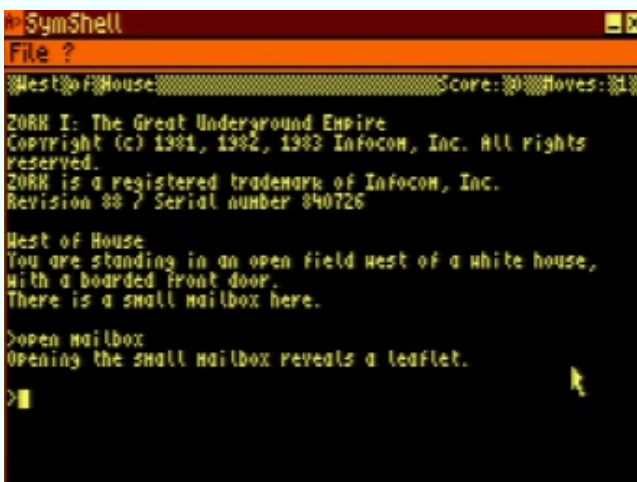 SymShell
File ?
West of House Score: 0 Moves: 1
ZORK I: The Great Underground Empire
Copyright (c) 1981, 1982, 1983 Infocom, Inc. All rights
reserved.
ZORK is a registered trademark of Infocom, Inc.
Revision 88 / Serial number 840726
West of House
You are standing in an open field west of a white house,
with a boarded front door.
There is a small mailbox here.
>open mailbox
Opening the small mailbox reveals a leaflet.
>